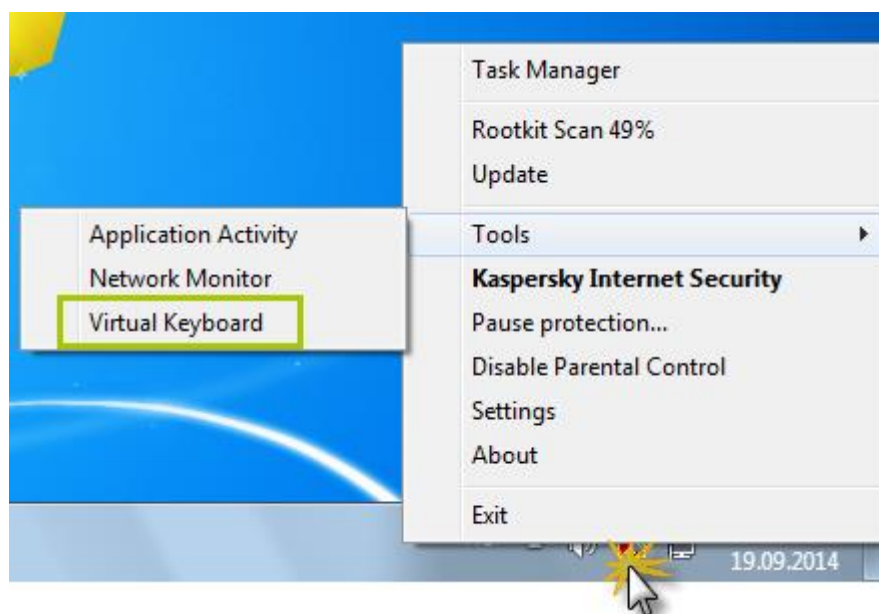 Task Manager
Rootkit Scan 49%
Update
Tools
Kaspersky Internet Security
Pause protection...
Disable Parental Control
Settings
About
Exit
Application Activity
Network Monitor
Virtual Keyboard
19.09.2014